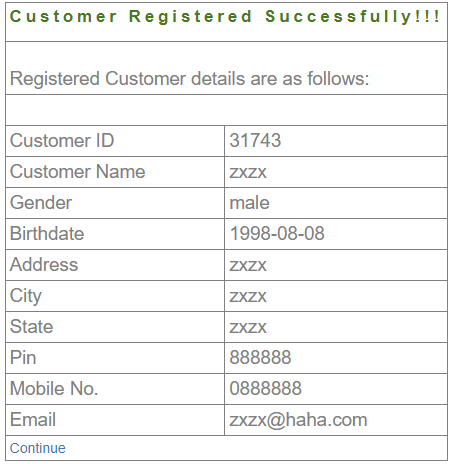 Customer Registered Successfully!!!
Registered Customer details are as follows:
Customer ID 31743
Customer Name zxzx
Gender male
Birthdate 1998-08-08
Address zxzx
City zxzx
State zxzx
Pin 888888
Mobile No. 0888888
Email zxzx@haha.com
Continue